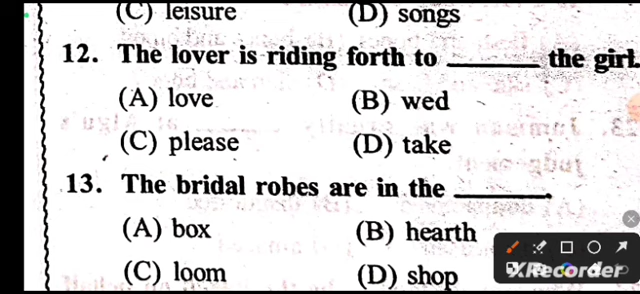 (C) leisure (D) songs
12. The lover is riding forth to ______ the girl.
(A) love (B) wed
(C) please (D) take
13. The bridal robes are in the ______.
(A) box (B) hearth
(C) loom (D) shop
XRecorder